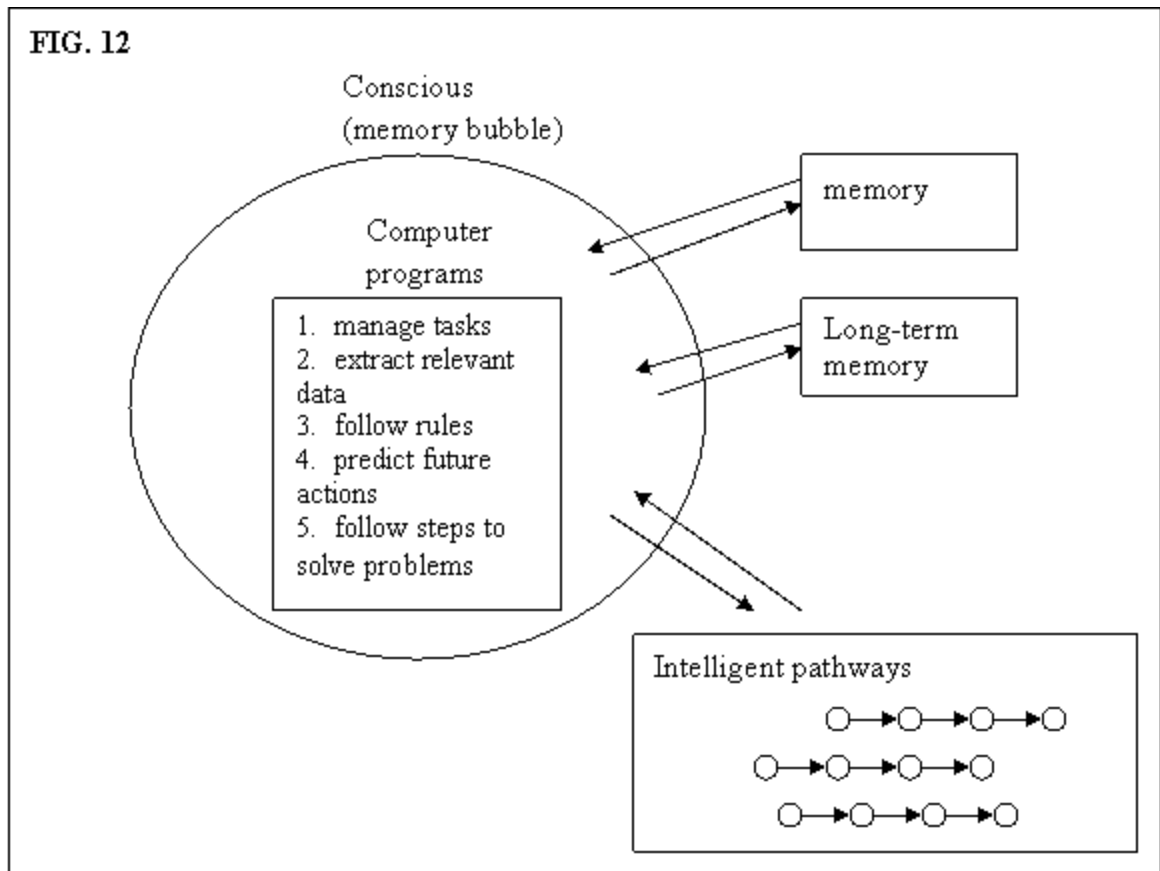 FIG. 12
Conscious
(memory bubble)
Computer
programs
1. manage tasks
2. extract relevant
data
3. follow rules
4. predict future
actions
5. follow steps to
solve problems
memory
Long-term
memory
Intelligent pathways